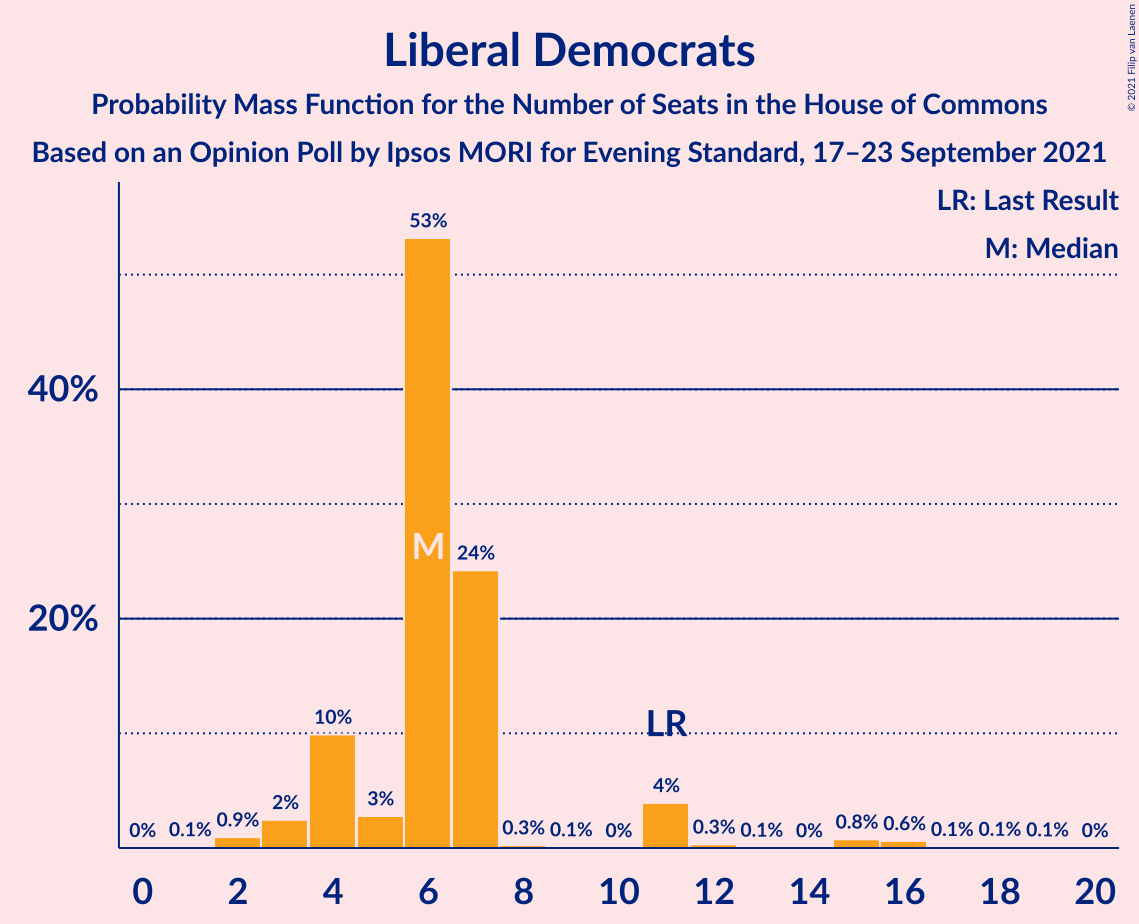 Liberal Democrats
Probability Mass Function for the Number of Seats in the House of Commons
Based on an Opinion Poll by Ipsos MORI for Evening Standard, 17–23 September 2021
© 2021 Filip van Laenen
LR: Last Result
M: Median
53%
40%
M
24%
20%
LR
10%
4%
0%
0.1%
0.9%
2%
3%
0.3%
0.1%
0%
0.3%
0.1%
0%
0.8%
0.6%
0.1%
0.1%
0.1%
0%
0 2 4 6 8 10 12 14 16 18 20